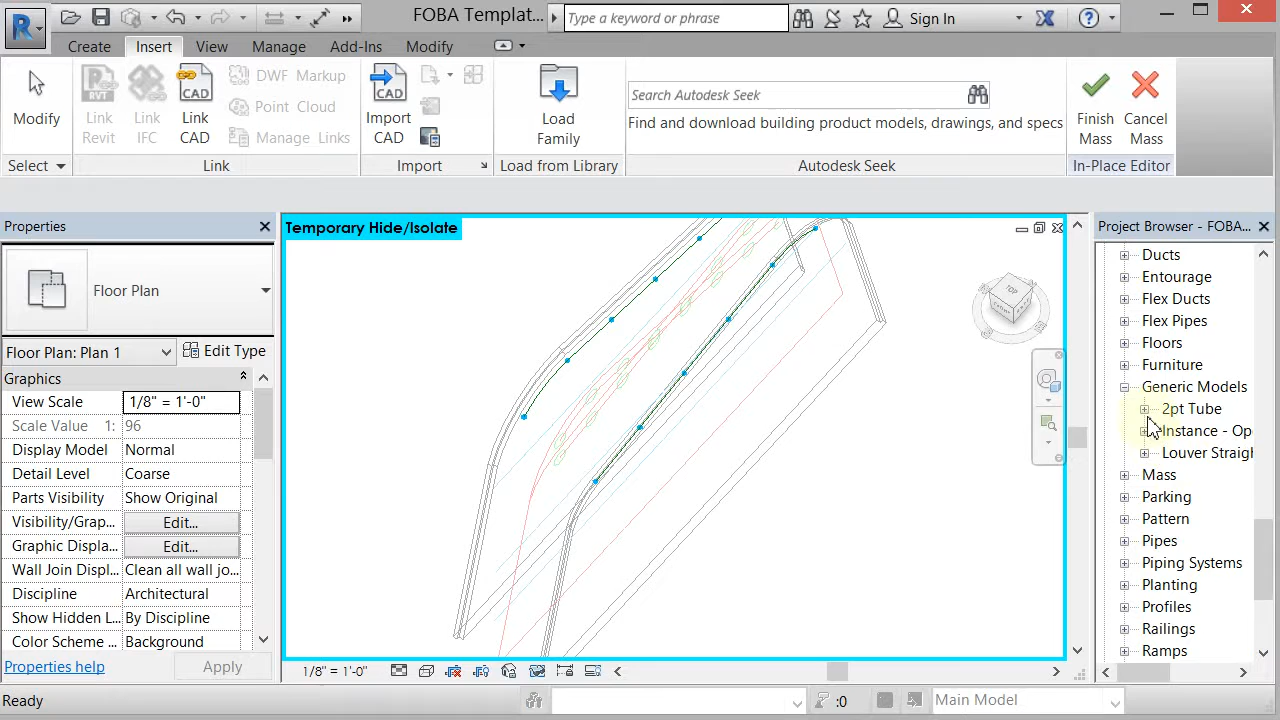 FOBA Templat...
Type a keyword or phrase
Sign In
Create
Insert
View
Manage
Add-Ins
Modify
Modify
Link Revit
Link IFC
Link CAD
DWF Markup
Point Cloud
Manage Links
Import CAD
Load Family
Search Autodesk Seek
Find and download building product models, drawings, and specs
Finish Mass
Cancel Mass
Select
Link
Import
Load from Library
Autodesk Seek
In-Place Editor
Properties
Floor Plan
Floor Plan: Plan 1
Edit Type
Graphics
View Scale 1/8" = 1'-0"
Scale Value 1: 96
Display Model Normal
Detail Level Coarse
Parts Visibility Show Original
Visibility/Grap... Edit...
Graphic Displa... Edit...
Wall Join Displ... Clean all wall jo...
Discipline Architectural
Show Hidden L... By Discipline
Color Scheme ... Background
Properties help
Apply
Temporary Hide/Isolate
TOP
1/8" = 1'-0"
Project Browser - FOBA...
Ducts
Entourage
Flex Ducts
Flex Pipes
Floors
Furniture
Generic Models
2pt Tube
Instance - Op
Louver Straigh
Mass
Parking
Pattern
Pipes
Piping Systems
Planting
Profiles
Railings
Ramps
Ready
:0
Main Model